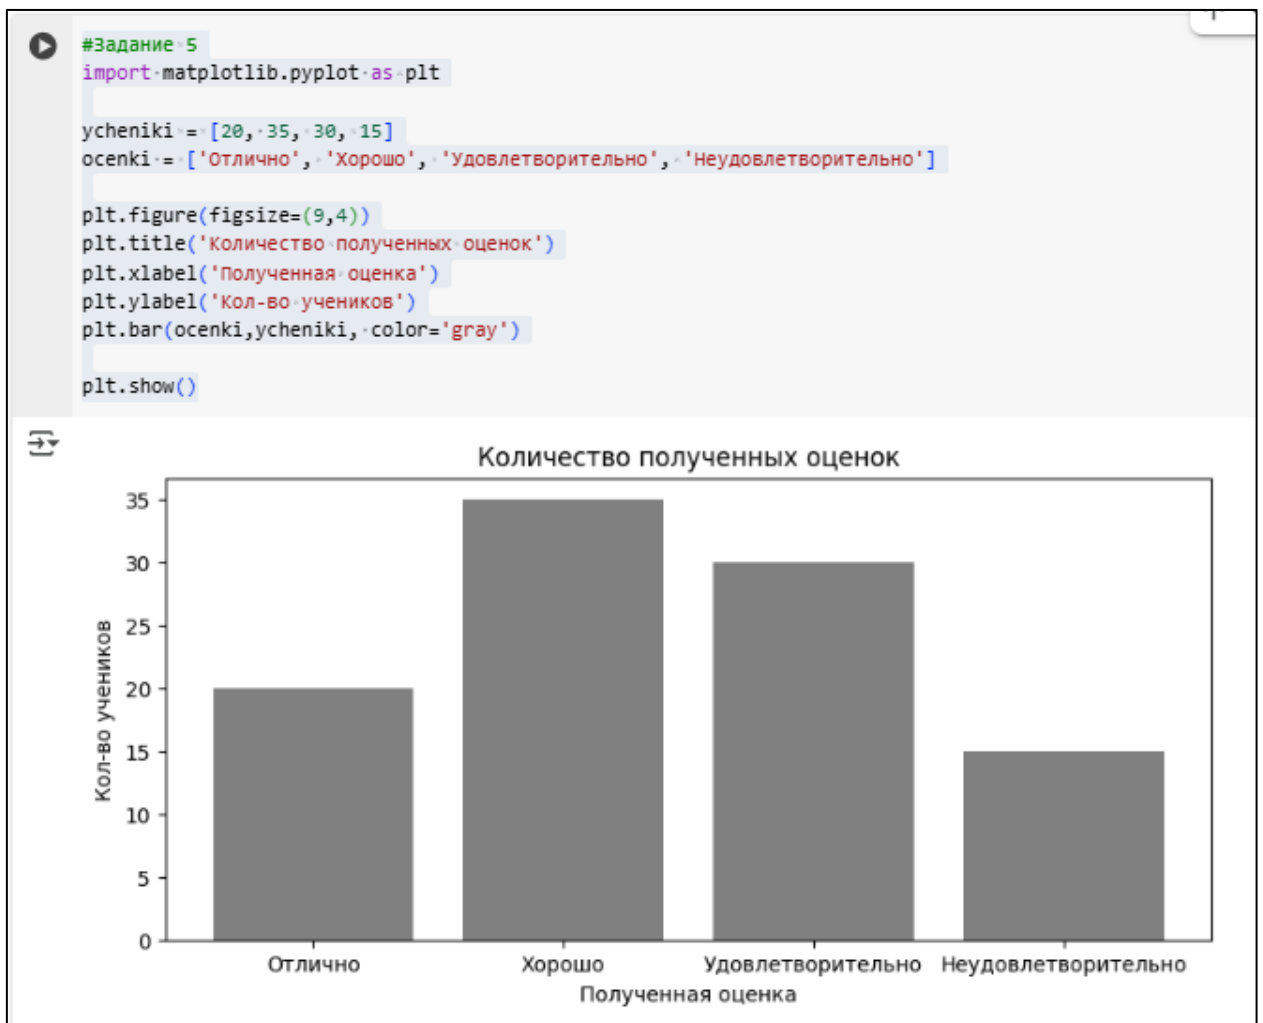 #Задание 5
import matplotlib.pyplot as plt
ycheniki = [20, 35, 30, 15]
ocenki = ['Отлично', 'Хорошо', 'Удовлетворительно', 'Неудовлетворительно']
plt.figure(figsize=(9,4))
plt.title('Количество полученных оценок')
plt.xlabel('Полученная оценка')
plt.ylabel('Кол-во учеников')
plt.bar(ocenki,ycheniki, color='gray')
plt.show()
Количество полученных оценок
Кол-во учеников
35
30
25
20
15
10
5
0
Отлично Хорошо Удовлетворительно Неудовлетворительно
Полученная оценка